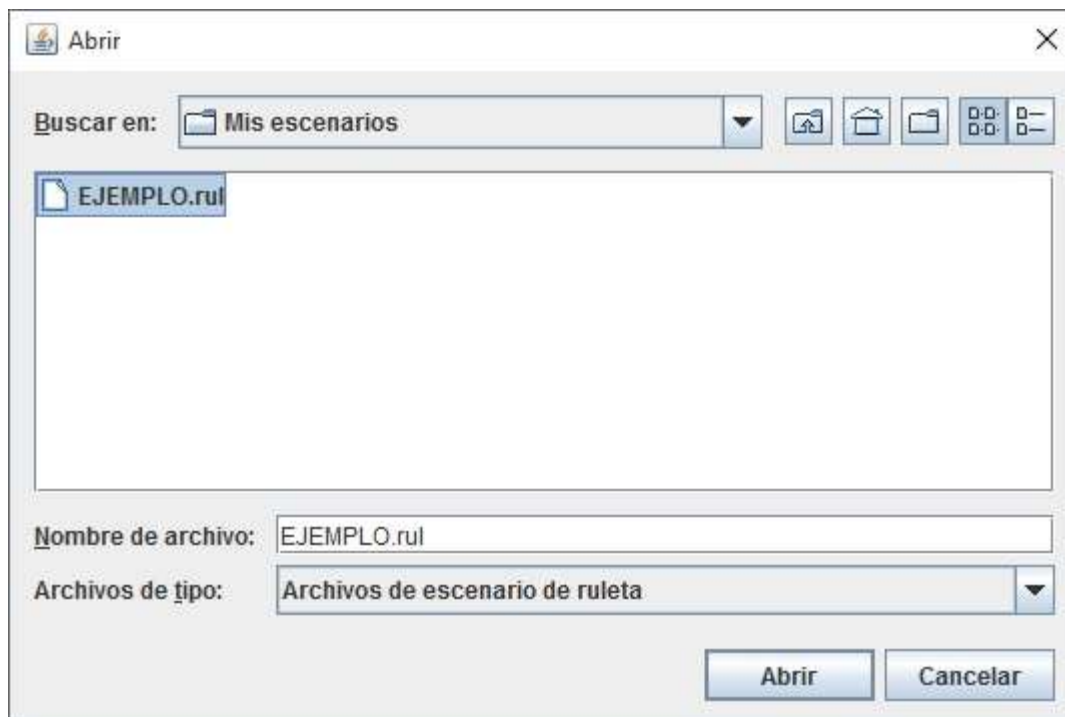 Abrir
Buscar en: Mis escenarios
EJEMPLO.rul
Nombre de archivo: EJEMPLO.rul
Archivos de tipo: Archivos de escenario de ruleta
Abrir Cancelar